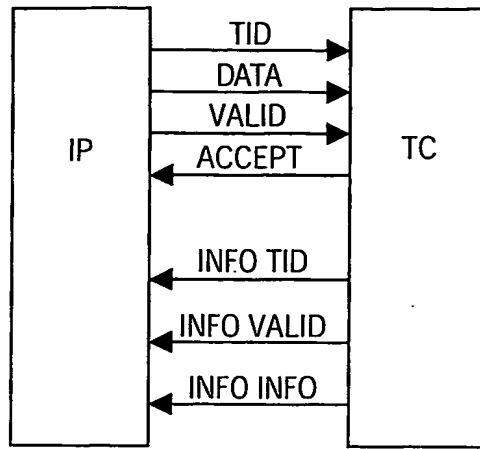 TID
DATA
VALID
IP
ACCEPT
TC
INFO TID
INFO VALID
INFO INFO